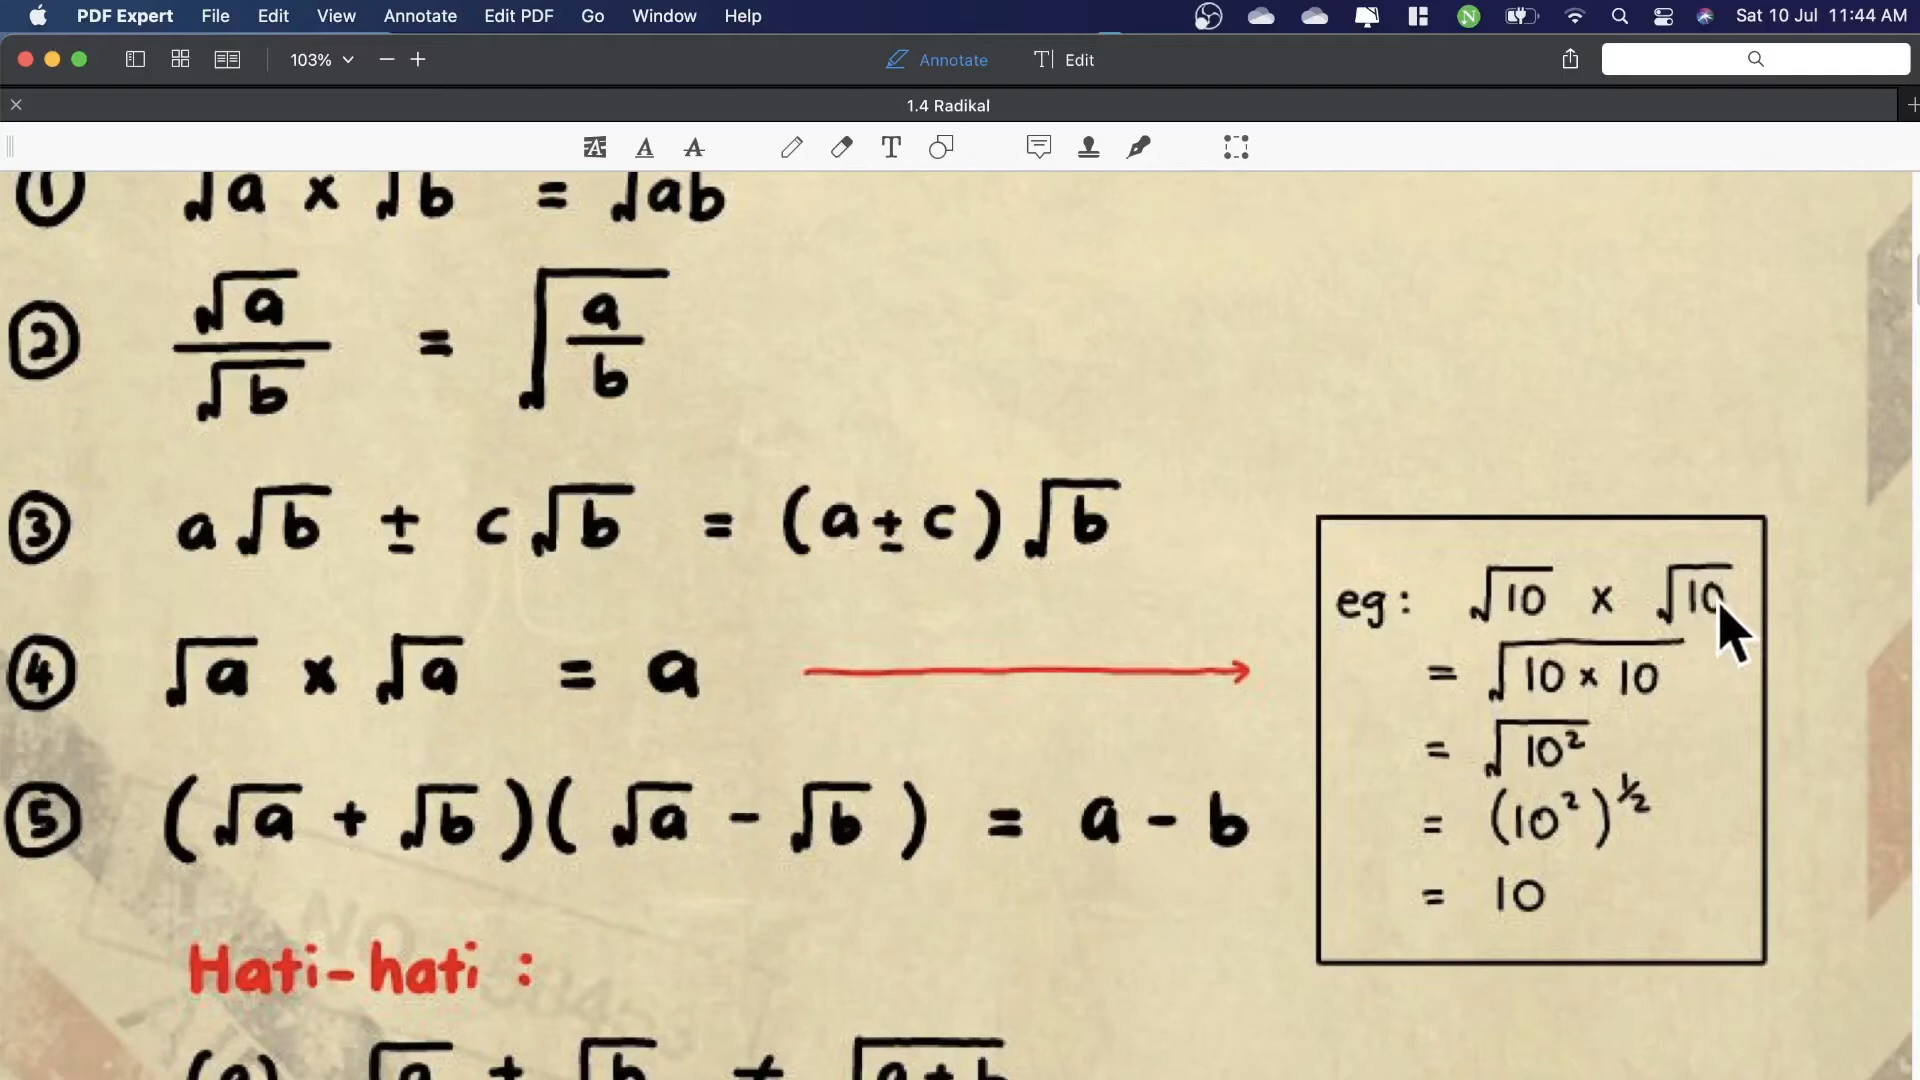 PDF Expert File Edit View Annotate Edit PDF Go Window Help Sat 10 Jul 11:44 AM
103% Annotate Edit
1.4 Radikal
① √a × √b = √ab
② √a/√b = √(a/b)
③ a√b ± c√b = (a ± c)√b
④ √a × √a = a
⑤ (√a + √b)(√a - √b) = a - b
eg: √10 × √10
= √(10 × 10)
= √(10²)
= (10²)^½
= 10
Hati-hati :
(a) √a + √b ≠ √(a+b)